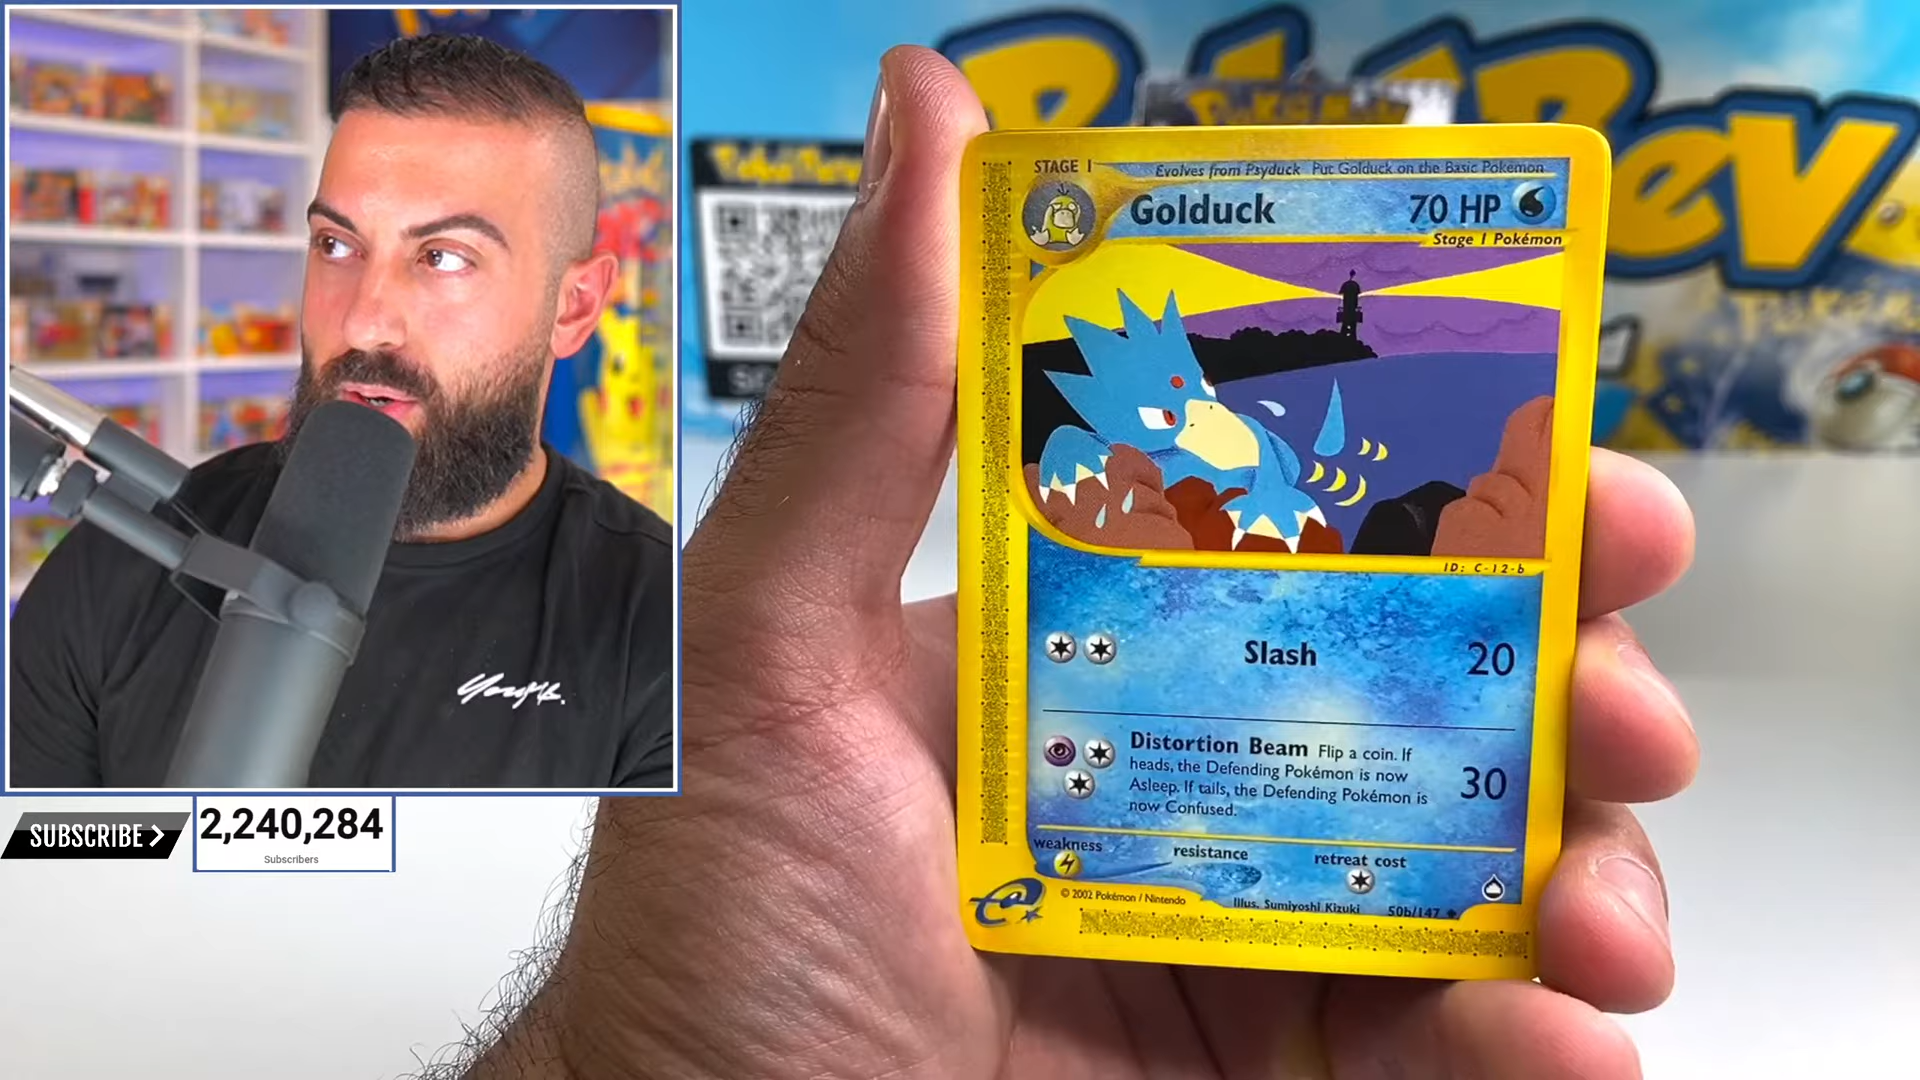 Youth.
SUBSCRIBE
2,240,284
Subscribers
PokéRev
STAGE 1
Evolves from Psyduck Put Golduck on the Basic Pokémon
Golduck 70 HP
Stage 1 Pokémon
ID: C-12-b
Slash 20
Distortion Beam Flip a coin. If
heads, the Defending Pokémon is now
Asleep. If tails, the Defending Pokémon is
now Confused.
30
weakness
resistance
retreat cost
© 2002 Pokémon / Nintendo
Illus. Sumiyoshi Kizuki
50b/147
e